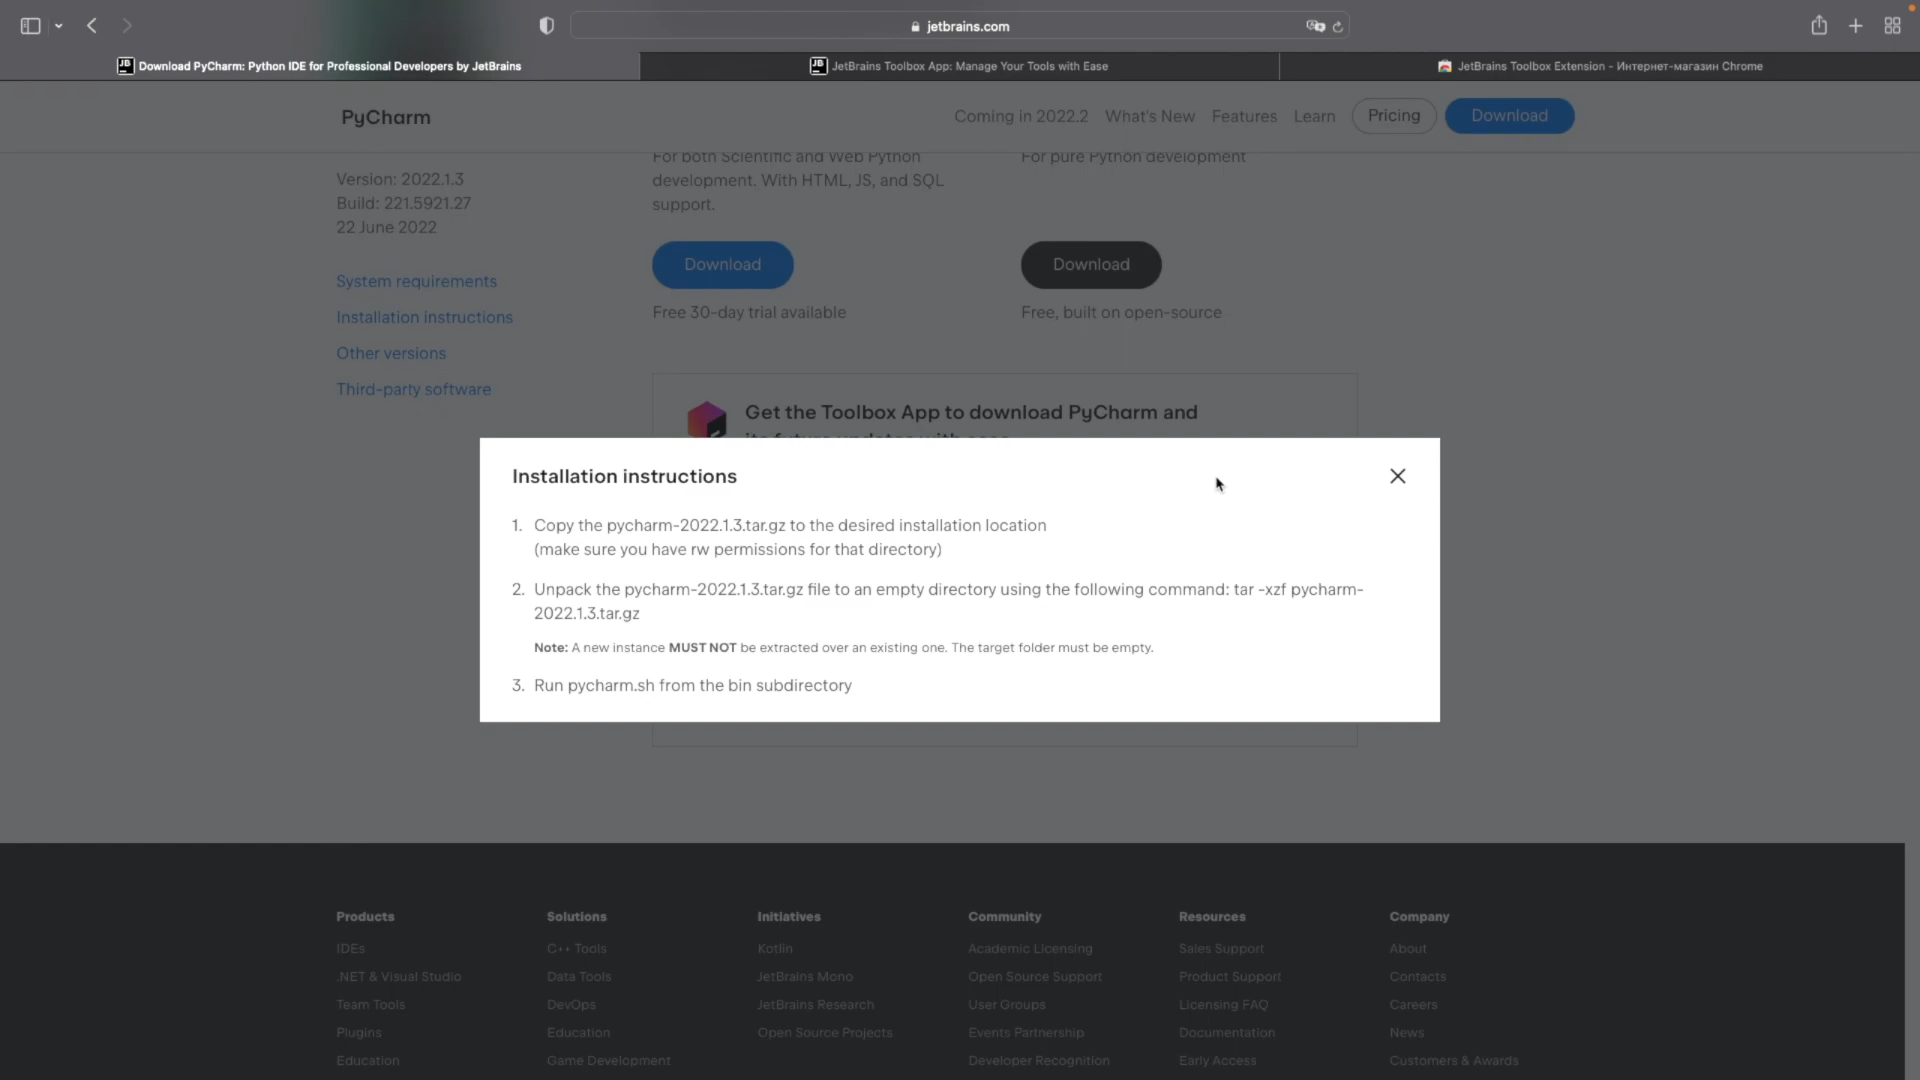 jetbrains.com
Download PyCharm: Python IDE for Professional Developers by JetBrains
JetBrains Toolbox App: Manage Your Tools with Ease
JetBrains Toolbox Extension - Интернет-магазин Chrome
PyCharm
Coming in 2022.2
What's New
Features
Learn
Pricing
Download
Version: 2022.1.3
Build: 221.5921.27
22 June 2022
System requirements
Installation instructions
Other versions
Third-party software
For both Scientific and Web Python
development. With HTML, JS, and SQL
support.
Download
Free 30-day trial available
For pure Python development
Download
Free, built on open-source
Get the Toolbox App to download PyCharm and
its future updates with ease
Installation instructions
1. Copy the pycharm-2022.1.3.tar.gz to the desired installation location
(make sure you have rw permissions for that directory)
2. Unpack the pycharm-2022.1.3.tar.gz file to an empty directory using the following command: tar -xzf pycharm-
2022.1.3.tar.gz
Note: A new instance MUST NOT be extracted over an existing one. The target folder must be empty.
3. Run pycharm.sh from the bin subdirectory
Products
IDEs
.NET & Visual Studio
Team Tools
Plugins
Education
Solutions
C++ Tools
Data Tools
DevOps
Education
Game Development
Initiatives
Kotlin
JetBrains Mono
JetBrains Research
Open Source Projects
Community
Academic Licensing
Open Source Support
User Groups
Events Partnership
Developer Recognition
Resources
Sales Support
Product Support
Licensing FAQ
Documentation
Early Access
Company
About
Contacts
Careers
News
Customers & Awards